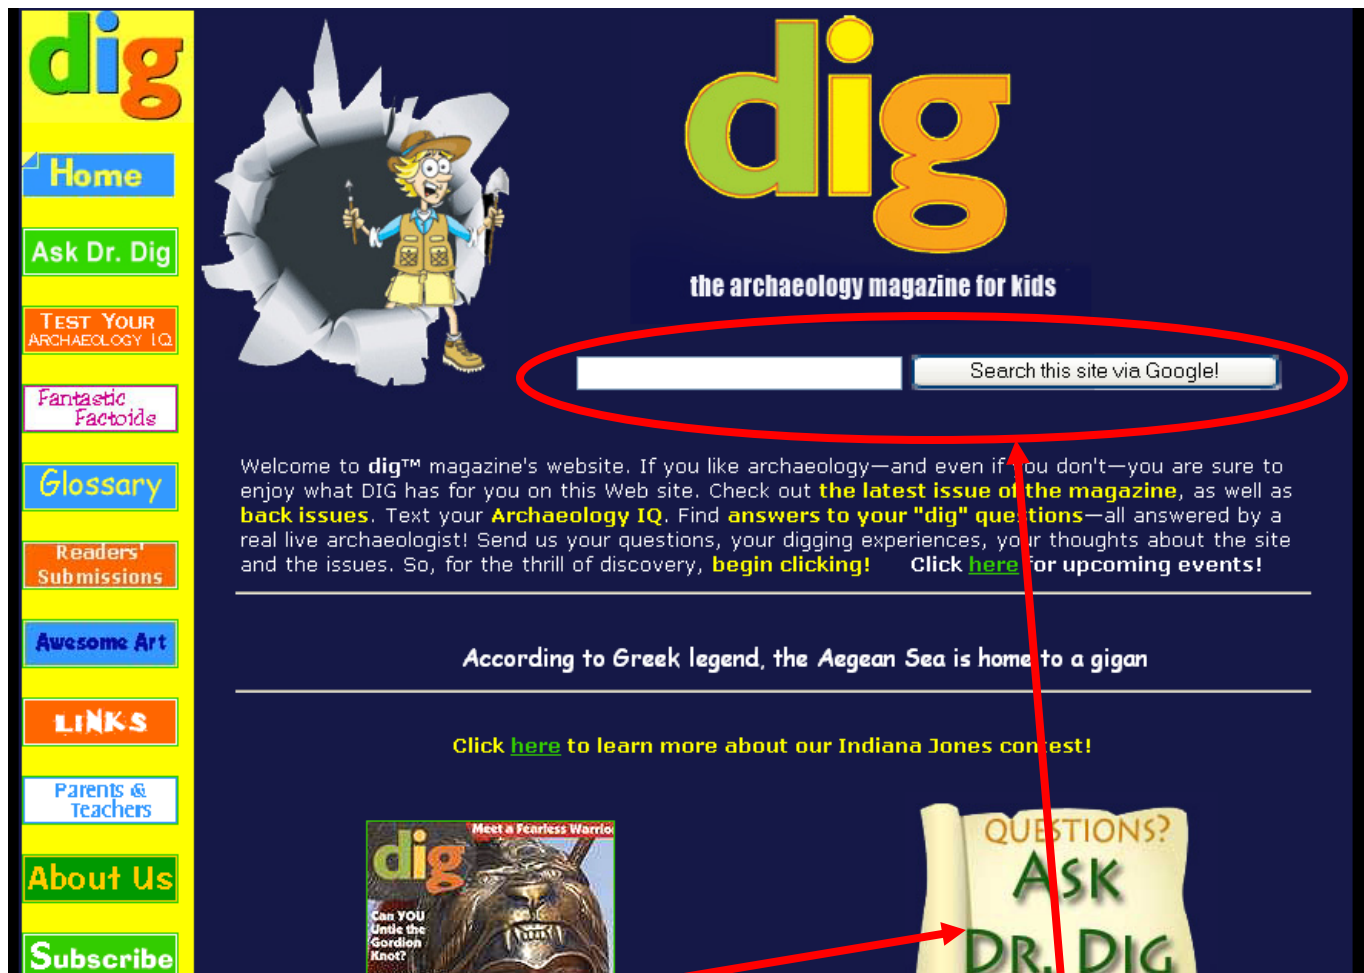 dig
Home
Ask Dr. Dig
TEST YOUR
ARCHAEOLOGY IQ
Fantastic
Factoids
Glossary
Readers'
Submissions
Awesome Art
LiNKS
Parents &
Teachers
About Us
Subscribe
dig
the archaeology magazine for kids
Search this site via Google!
Welcome to dig™ magazine's website. If you like archaeology—and even if you don't—you are sure to
enjoy what DIG has for you on this Web site. Check out the latest issue of the magazine, as well as
back issues. Text your Archaeology IQ. Find answers to your "dig" questions—all answered by a
real live archaeologist! Send us your questions, your digging experiences, your thoughts about the site
and the issues. So, for the thrill of discovery, begin clicking! Click here for upcoming events!
According to Greek legend, the Aegean Sea is home to a gigan
Click here to learn more about our Indiana Jones contest!
Meet a Fearless Warrio
dig
Can YOU
Untie the
Gordion
Knot?
QUESTIONS?
ASK
DR. DIG